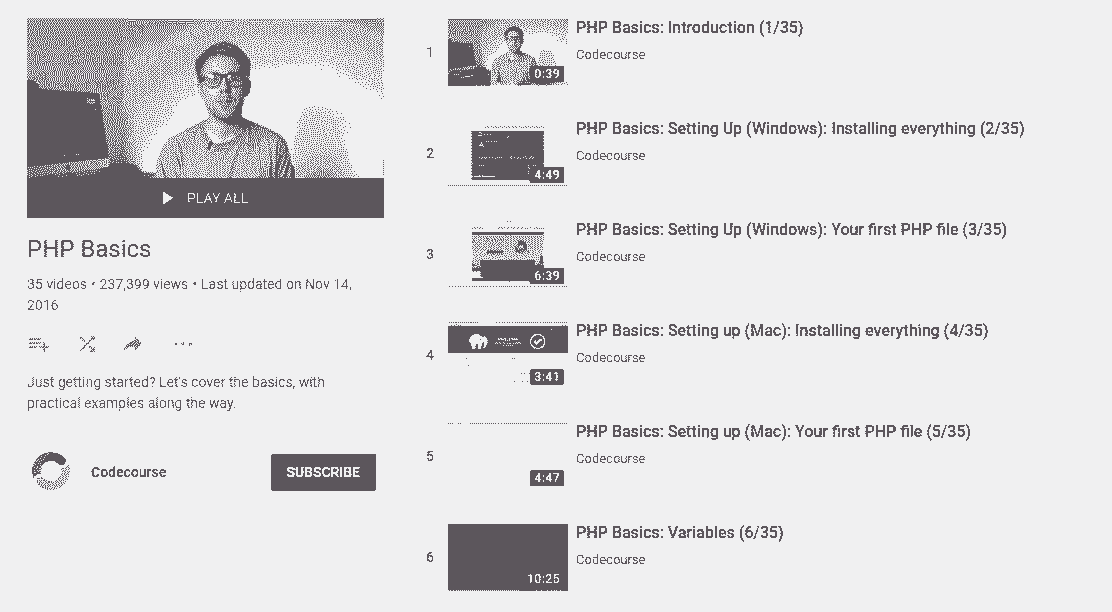 PLAY ALL
PHP Basics
35 videos • 237,399 views • Last updated on Nov 14,
2016
Just getting started? Let's cover the basics, with
practical examples along the way.
Codecourse
SUBSCRIBE
1
0:39
PHP Basics: Introduction (1/35)
Codecourse
2
4:49
PHP Basics: Setting Up (Windows): Installing everything (2/35)
Codecourse
3
6:39
PHP Basics: Setting Up (Windows): Your first PHP file (3/35)
Codecourse
4
3:41
PHP Basics: Setting up (Mac): Installing everything (4/35)
Codecourse
5
4:47
PHP Basics: Setting up (Mac): Your first PHP file (5/35)
Codecourse
6
10:25
PHP Basics: Variables (6/35)
Codecourse